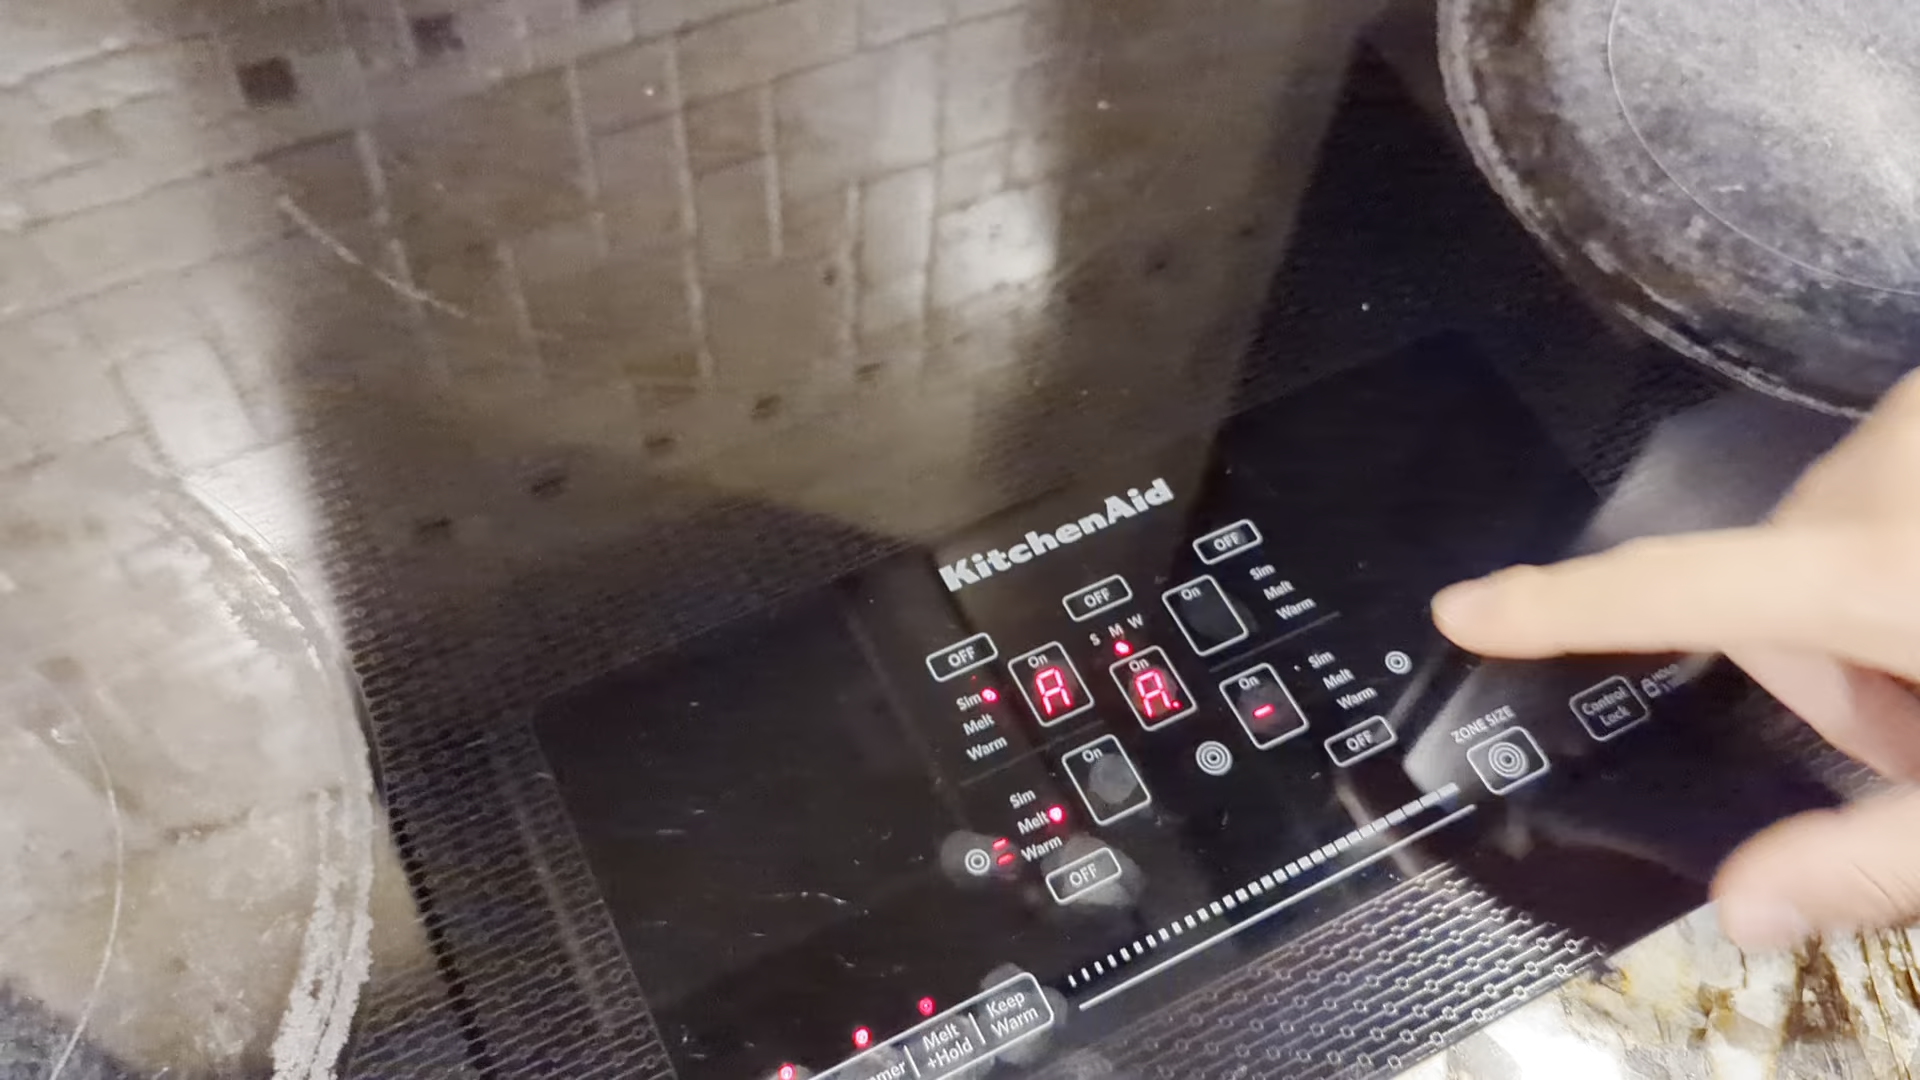 KitchenAid
OFF
On
Sim
Melt
Warm
OFF
S M W
On
A.
OFF
On
A
Sim
Melt
Warm
On
-
Sim
Melt
Warm
OFF
On
Sim
Melt
Warm
OFF
ZONE SIZE
Control
Lock
HOLD
Melt
+Hold
Keep
Warm